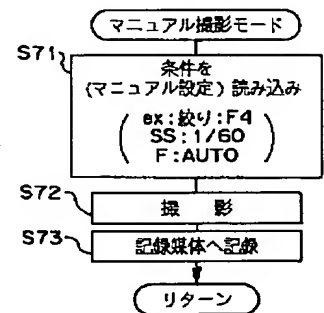 マニュアル撮影モード
S71
条件を
(マニュアル設定) 読み込み
ex:絞り:F4
SS:1/60
F:AUTO
S72
撮 影
S73
記録媒体へ記録
リターン